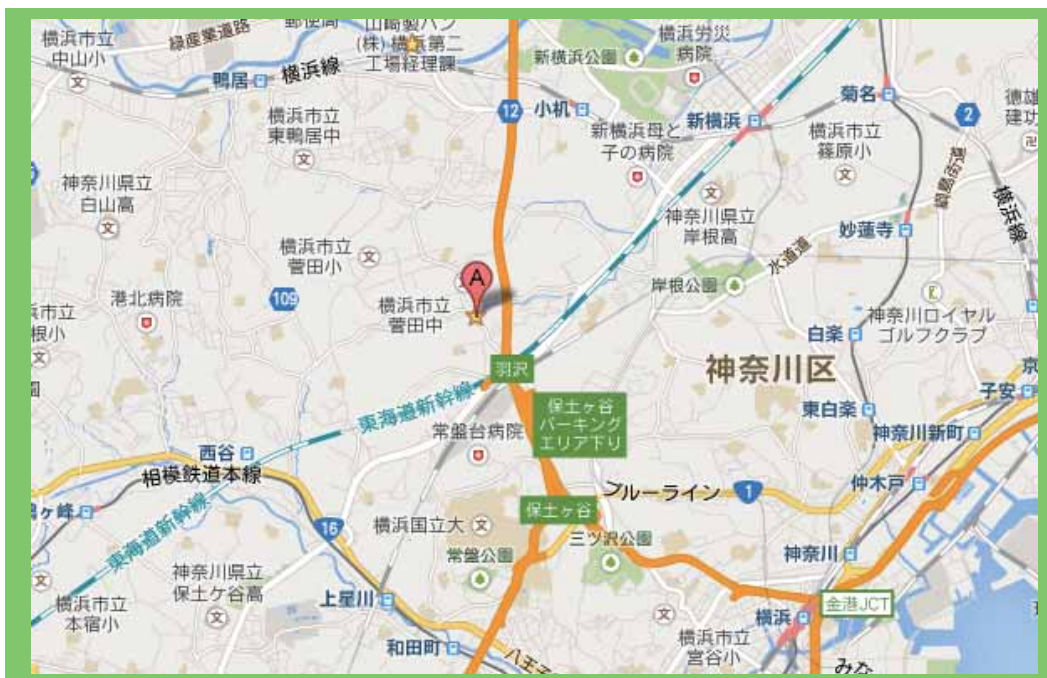 横浜市立
中山小
緑産業道路
郵便局
山崎製パン
(株)横浜第二
工場経理課
鴨居
横浜線
横浜市立
東鴨居中
12
小机
新横浜公園
横浜労災
病院
新横浜
新横浜母と
子の病院
菊名
2
横浜市立
篠原小
綱島街道
横浜線
神奈川県立
白山高
横浜市立
菅田小
109
港北病院
A
横浜市立
菅田中
神奈川県立
岸根高
水道道
妙蓮寺
岸根公園
神奈川ロイヤル
ゴルフクラブ
白楽
羽沢
神奈川区
東海道新幹線
保土ヶ谷
パーキング
エリア下り
常盤台病院
東白楽
子安
神奈川新町
西谷
相模鉄道本線
ブルーライン
1
仲木戸
16
横浜国立大
保土ヶ谷
三ツ沢公園
常盤公園
東海道新幹線
神奈川県立
保土ケ谷高
横浜市立
本宿小
上星川
和田町
神奈川
横浜
金港JCT
横浜市立
宮谷小